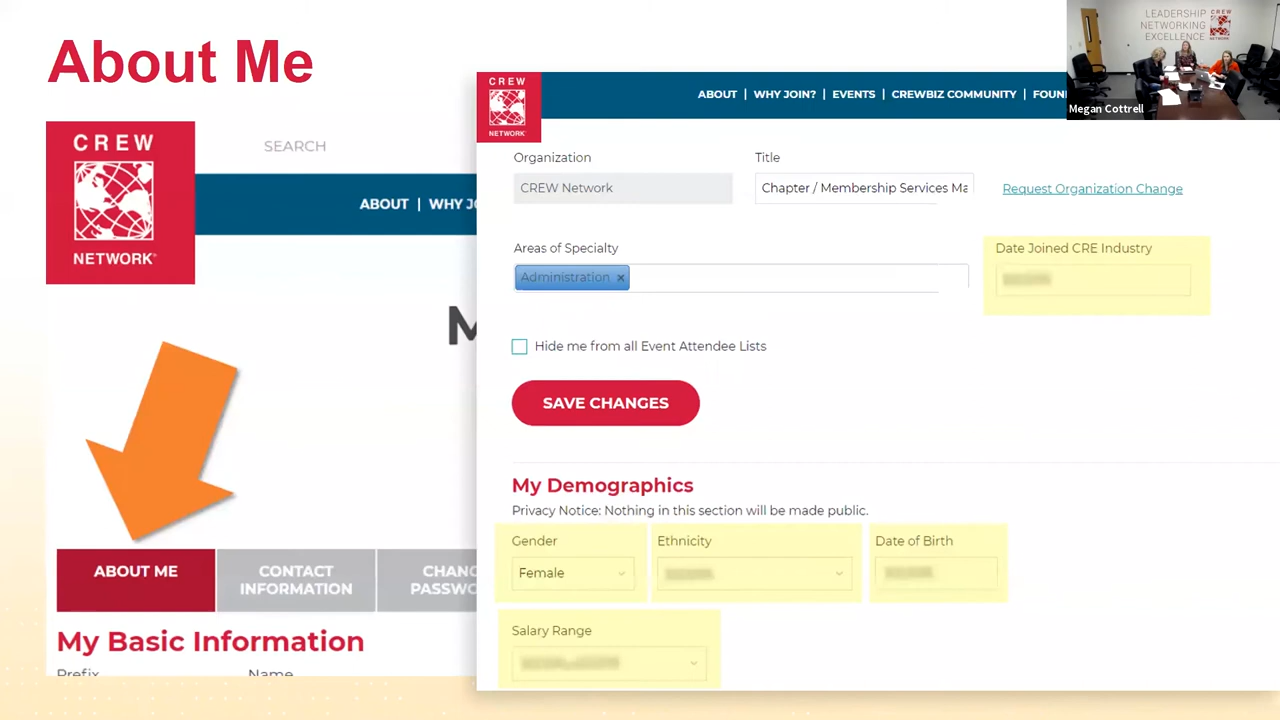 About Me
CREW
NETWORK
SEARCH
ABOUT | WHY
ABOUT ME
CONTACT
INFORMATION
My Basic Information
Prefix
Name
CREW
NETWORK
ABOUT | WHY JOIN? | EVENTS | CREWBIZ COMMUNITY |
Organization
Title
CREW Network
Chapter / Membership Services Ma
Request Organization Change
Areas of Specialty
Administration ×
Date Joined CRE Industry
Hide me from all Event Attendee Lists
SAVE CHANGES
My Demographics
Privacy Notice: Nothing in this section will be made public.
Gender
Ethnicity
Date of Birth
Female
Salary Range
LEADERSHIP
NETWORKING
EXCELLENCE
CREW
NETWORK
Megan Cottrell